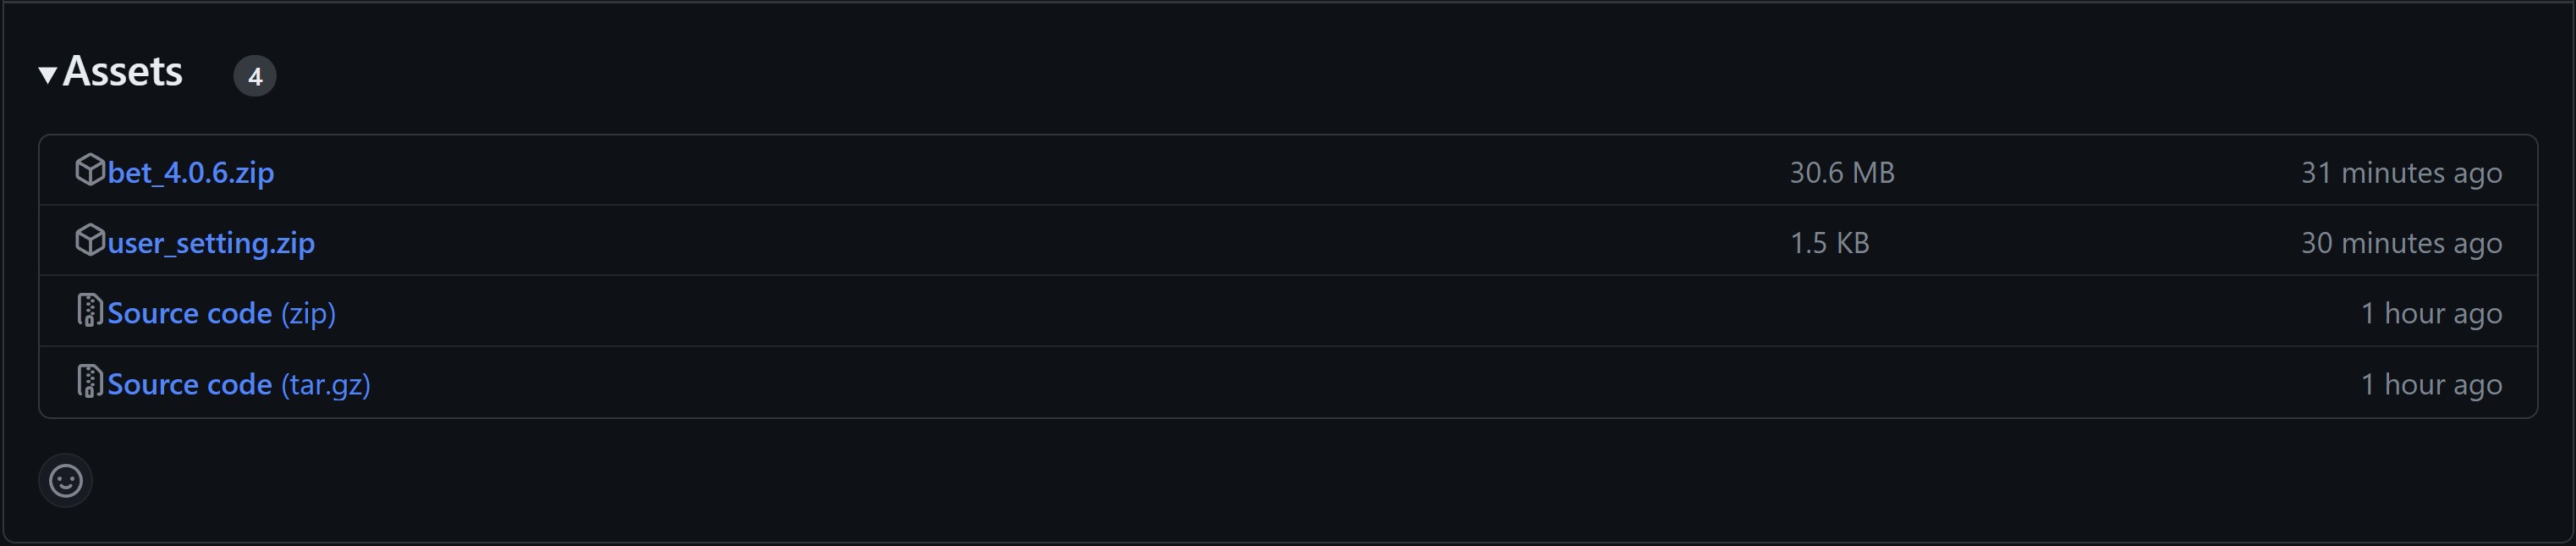 Assets 4
bet_4.0.6.zip 30.6 MB 31 minutes ago
user_setting.zip 1.5 KB 30 minutes ago
Source code (zip) 1 hour ago
Source code (tar.gz) 1 hour ago